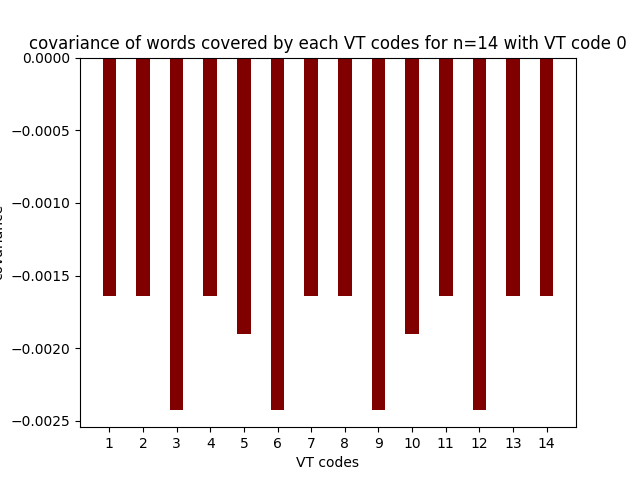 covariance of words covered by each VT codes for n=14 with VT code 0
0.0000
−0.0005
−0.0010
−0.0015
−0.0020
−0.0025
covariance
1 2 3 4 5 6 7 8 9 10 11 12 13 14
VT codes